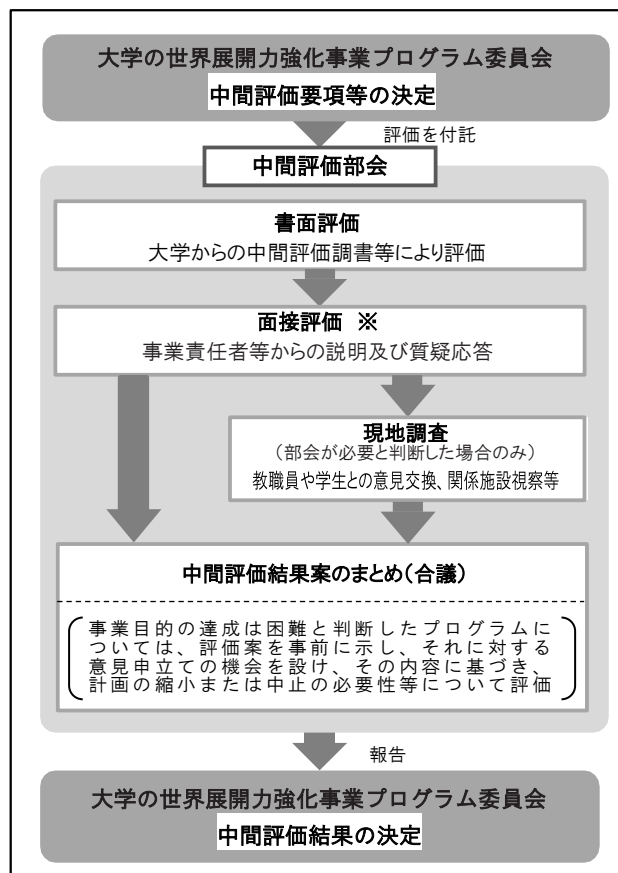 大学の世界展開力強化事業プログラム委員会
中間評価要項等の決定
評価を付託
中間評価部会
書面評価
大学からの中間評価調書等により評価
面接評価 ※
事業責任者等からの説明及び質疑応答
現地調査
(部会が必要と判断した場合のみ)
教職員や学生との意見交換、関係施設視察等
中間評価結果案のまとめ(合議)
事業目的の達成は困難と判断したプログラムに
ついては、評価案を事前に示し、それに対する
意見申立ての機会を設け、その内容に基づき、
計画の縮小または中止の必要性等について評価
報告
大学の世界展開力強化事業プログラム委員会
中間評価結果の決定